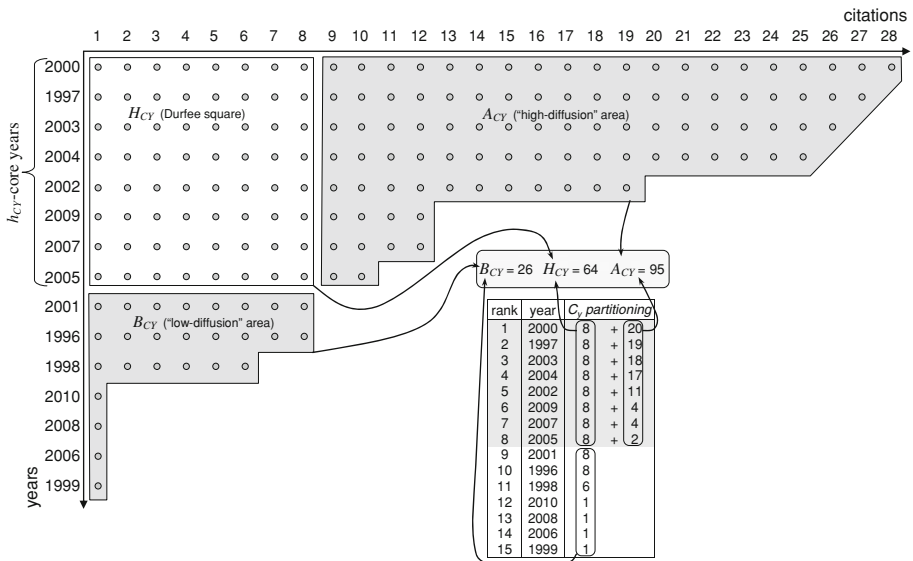 citations
1 2 3 4 5 6 7 8 9 10 11 12 13 14 15 16 17 18 19 20 21 22 23 24 25 26 27 28
2000
1997
2003
2004
2002
2009
2007
2005
2001
1996
1998
2010
2008
2006
1999
h_CY-core years
years
H_CY (Durfee square)
A_CY ("high-diffusion" area)
B_CY ("low-diffusion" area)
B_CY = 26 H_CY = 64 A_CY = 95
rank year C_y partitioning
1 2000 8 + 20
2 1997 8 + 19
3 2003 8 + 18
4 2004 8 + 17
5 2002 8 + 11
6 2009 8 + 4
7 2007 8 + 4
8 2005 8 + 2
9 2001 8
10 1996 8
11 1998 6
12 2010 1
13 2008 1
14 2006 1
15 1999 1